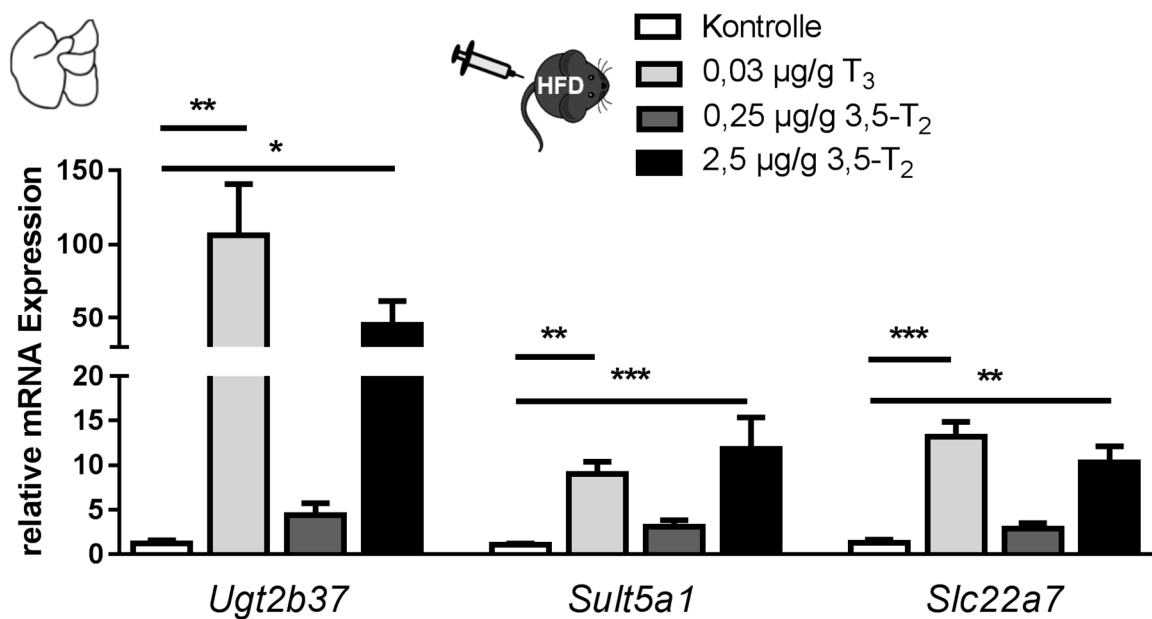 Kontrolle
0,03 µg/g T3
0,25 µg/g 3,5-T2
2,5 µg/g 3,5-T2
HFD
relative mRNA Expression
150
100
50
20
15
10
5
0
**
*
**
***
***
**
Ugt2b37
Sult5a1
Slc22a7